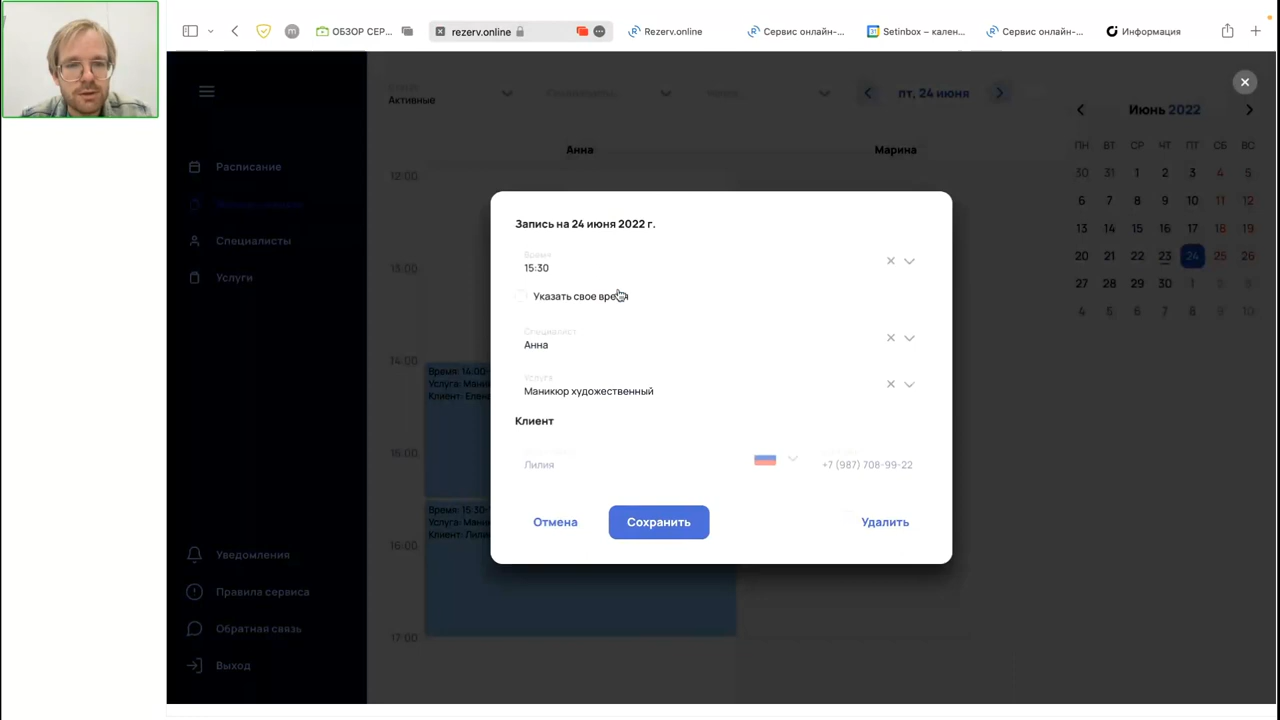 ОБЗОР СЕР...
rezerv.online
Rezerv.online
Сервис онлайн-...
Setinbox – кален...
Сервис онлайн-...
Информация
Активные
пт, 24 июня
Июнь 2022
ПН ВТ СР ЧТ ПТ СБ ВС
30 31 1 2 3 4 5
6 7 8 9 10 11 12
13 14 15 16 17 18 19
20 21 22 23 24 25 26
27 28 29 30 1 2 3
4 5 6 7 8 9 10
Расписание
Специалисты
Услуги
Уведомления
Правила сервиса
Обратная связь
Выход
Анна
Марина
12:00
14:00
16:00
17:00
Время: 14:00-
Услуга: Мани
Клиент: Елена
Время: 15:30-
Услуга: Мани
Клиент: Лили
Запись на 24 июня 2022 г.
Время
15:30
Указать свое время
Специалист
Анна
Услуга
Маникюр художественный
Клиент
Лилия
+7 (987) 708-99-22
Отмена
Сохранить
Удалить